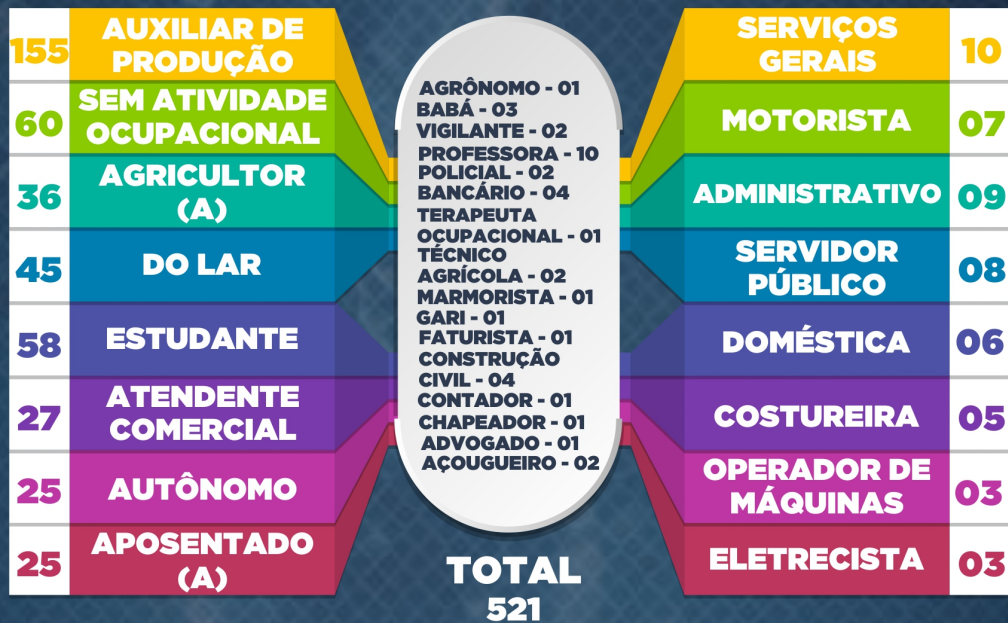 155
AUXILIAR DE
PRODUÇÃO
60
SEM ATIVIDADE
OCUPACIONAL
36
AGRICULTOR
(A)
45
DO LAR
58
ESTUDANTE
27
ATENDENTE
COMERCIAL
25
AUTÔNOMO
25
APOSENTADO
(A)
AGRÔNOMO - 01
BABÁ - 03
VIGILANTE - 02
PROFESSORA - 10
POLICIAL - 02
BANCÁRIO - 04
TERAPEUTA
OCUPACIONAL - 01
TÉCNICO
AGRÍCOLA - 02
MARMORISTA - 01
GARI - 01
FATURISTA - 01
CONSTRUÇÃO
CIVIL - 04
CONTADOR - 01
CHAPEADOR - 01
ADVOGADO - 01
AÇOUGUEIRO - 02
TOTAL
521
SERVIÇOS
GERAIS
10
MOTORISTA
07
ADMINISTRATIVO
09
SERVIDOR
PÚBLICO
08
DOMÉSTICA
06
COSTUREIRA
05
OPERADOR DE
MÁQUINAS
03
ELETRECISTA
03